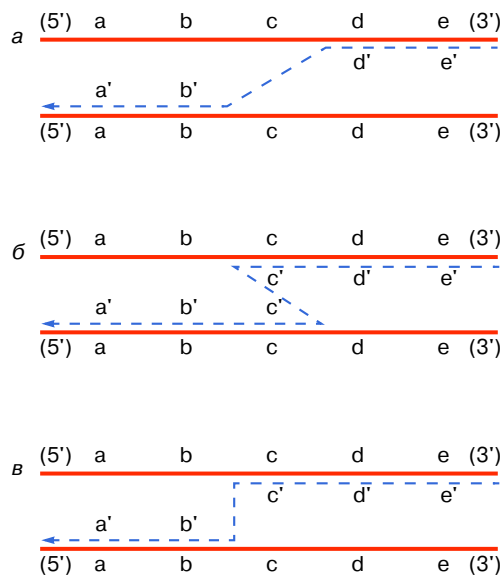 (5') a b c d e (3')
а
d' e'
a' b'
(5') a b c d e (3')
(5') a b c d e (3')
б
c' d' e'
a' b' c'
(5') a b c d e (3')
(5') a b c d e (3')
в
c' d' e'
a' b'
(5') a b c d e (3')